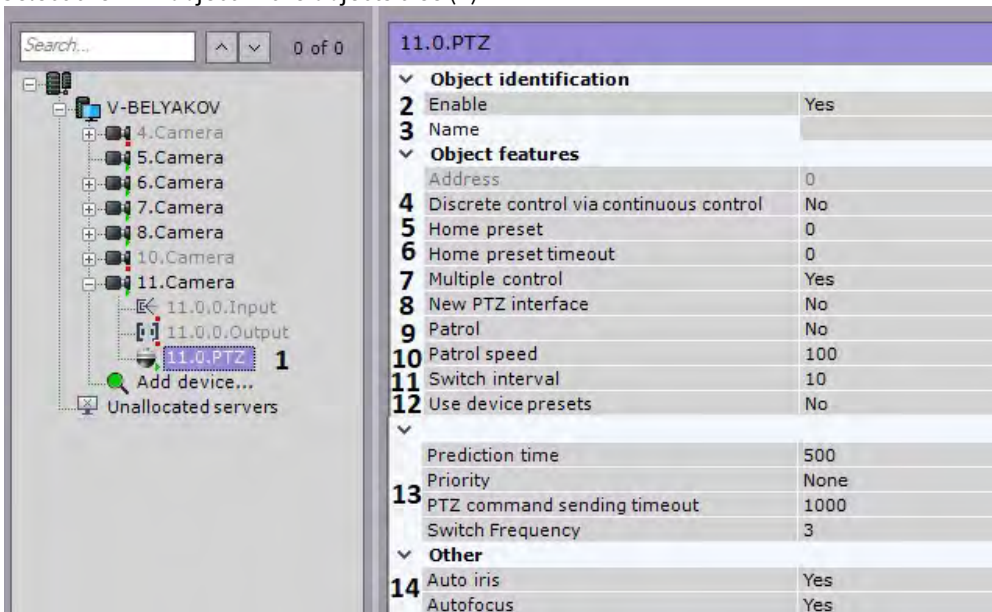 Search...
0 of 0
V-BELYAKOV
4.Camera
5.Camera
6.Camera
7.Camera
8.Camera
10.Camera
11.Camera
11.0.0.Input
11.0.0.Output
11.0.PTZ 1
Add device...
Unallocated servers
11.0.PTZ
Object identification
2 Enable Yes
3 Name
Object features
Address 0
4 Discrete control via continuous control No
5 Home preset 0
6 Home preset timeout 0
7 Multiple control Yes
8 New PTZ interface No
9 Patrol No
10 Patrol speed 100
11 Switch interval 10
12 Use device presets No
Prediction time 500
Priority None
13 PTZ command sending timeout 1000
Switch Frequency 3
Other
14 Auto iris Yes
Autofocus Yes